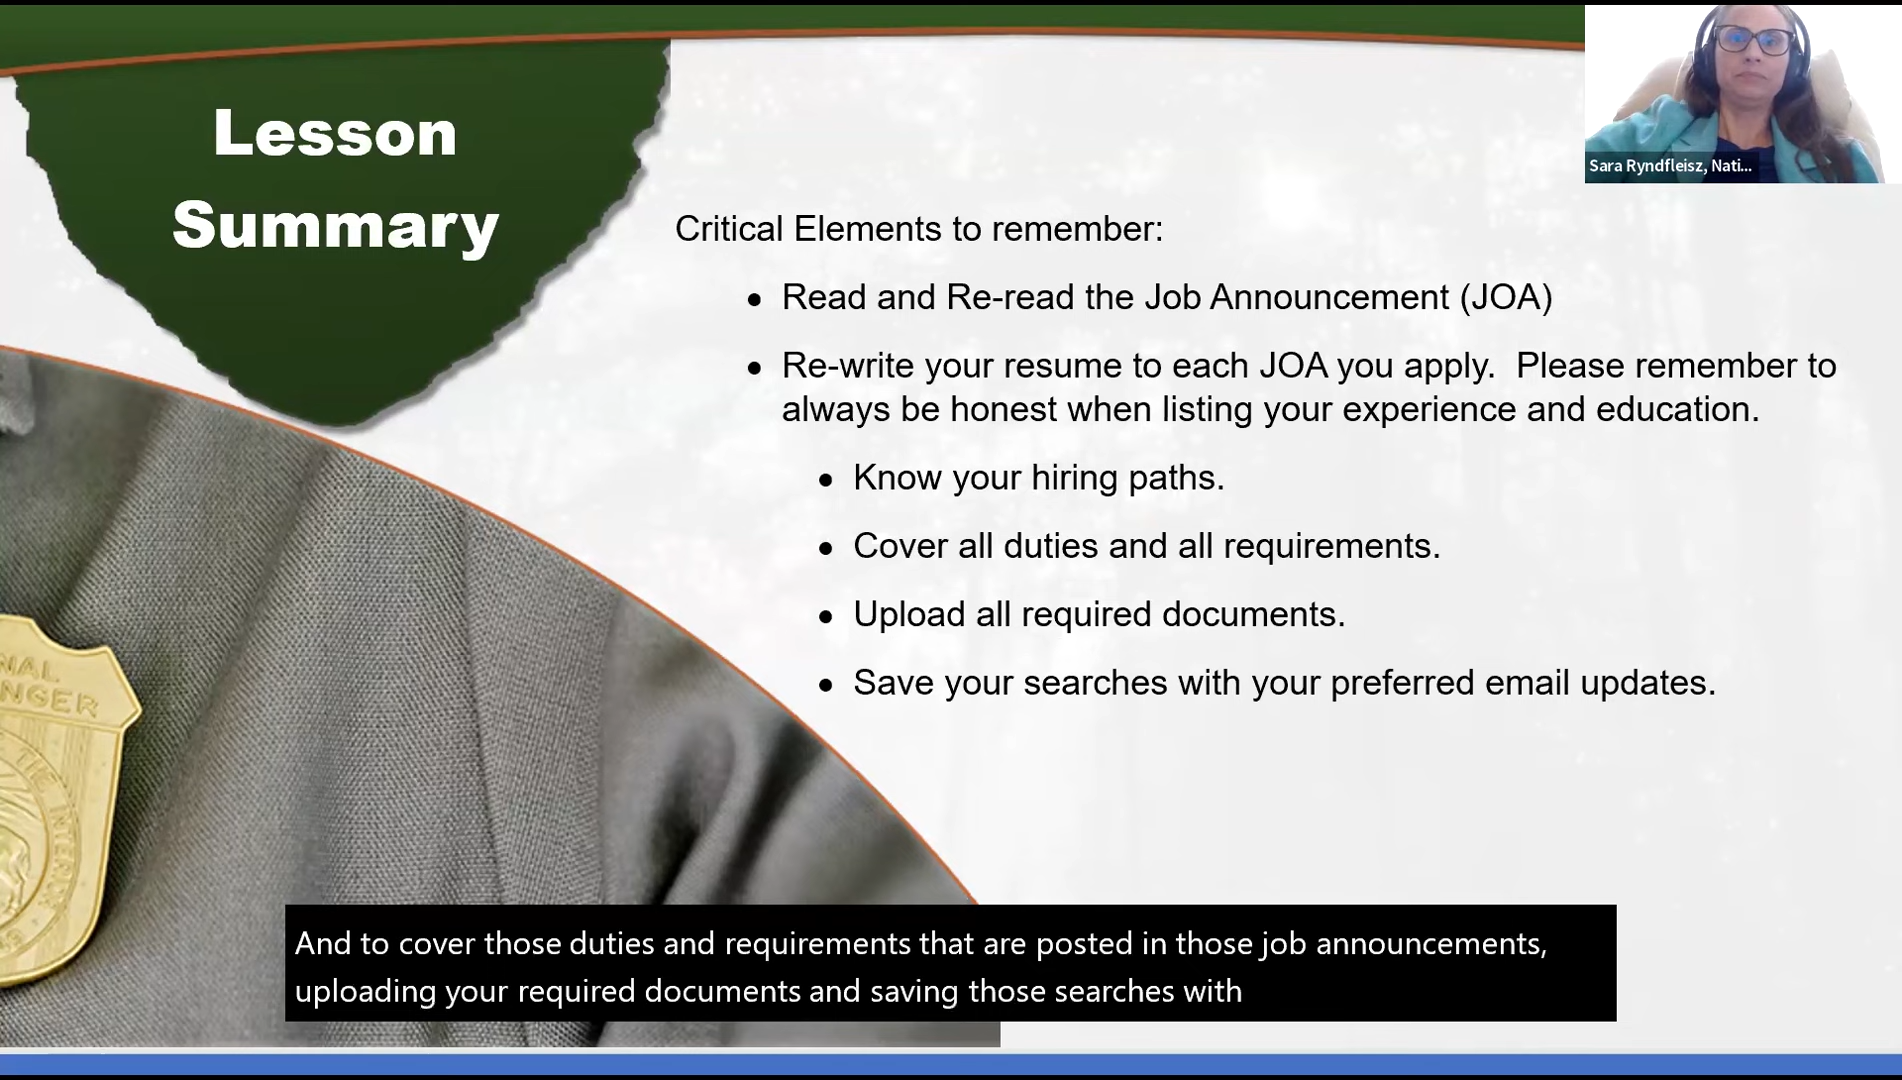 Lesson
Summary
Sara Ryndfleisz, Nati...
Critical Elements to remember:
• Read and Re-read the Job Announcement (JOA)
• Re-write your resume to each JOA you apply.  Please remember to
always be honest when listing your experience and education.
• Know your hiring paths.
• Cover all duties and all requirements.
• Upload all required documents.
• Save your searches with your preferred email updates.
NAL
NGER
THE INTERIOR
And to cover those duties and requirements that are posted in those job announcements,
uploading your required documents and saving those searches with